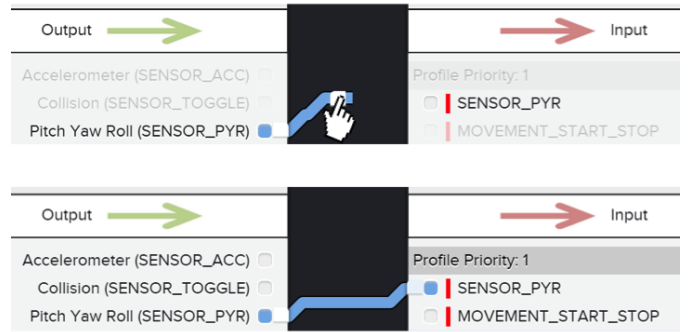 Output Input
Accelerometer (SENSOR_ACC) Profile Priority: 1
Collision (SENSOR_TOGGLE) SENSOR_PYR
Pitch Yaw Roll (SENSOR_PYR) MOVEMENT_START_STOP
Output Input
Accelerometer (SENSOR_ACC) Profile Priority: 1
Collision (SENSOR_TOGGLE) SENSOR_PYR
Pitch Yaw Roll (SENSOR_PYR) MOVEMENT_START_STOP